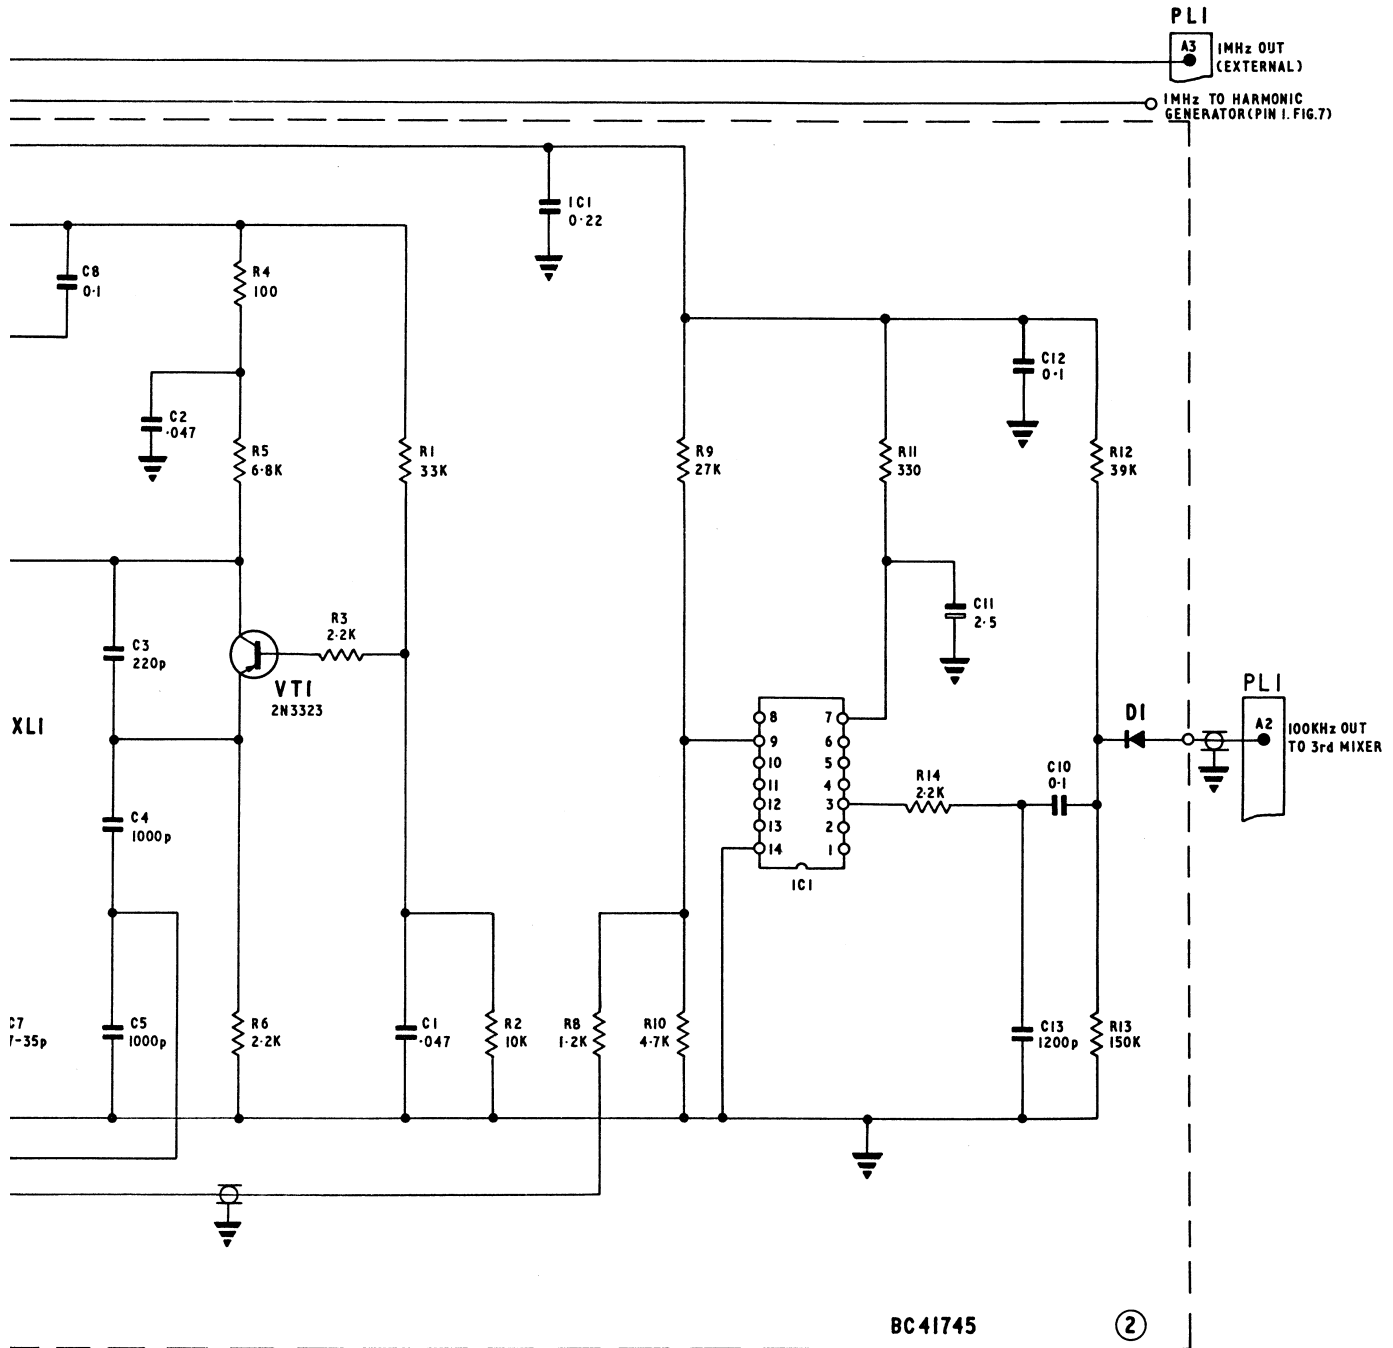 PL1
A3
1MHz OUT
(EXTERNAL)
1MHz TO HARMONIC
GENERATOR(PIN 1. FIG.7)
1C1
0·22
C8
0·1
R4
100
C12
0·1
C2
·047
R5
6·8K
R1
33K
R9
27K
R11
330
R12
39K
C11
2·5
R3
2·2K
C3
220p
VT1
2N3323
XL1
8
9
10
11
12
13
14
7
6
5
4
3
2
1
IC1
R14
2·2K
C10
0·1
D1
PL1
A2
100KHz OUT
TO 3rd MIXER
C4
1000p
C7
7-35p
C5
1000p
R6
2·2K
C1
·047
R2
10K
R8
1·2K
R10
4·7K
C13
1200p
R13
150K
BC41745
2